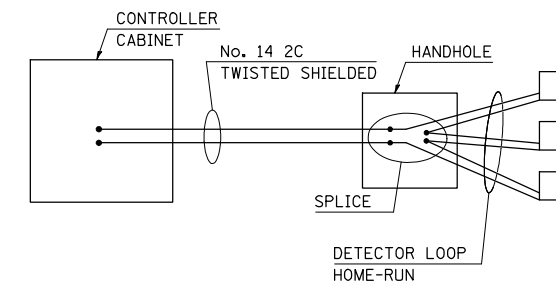 CONTROLLER
CABINET
No. 14 2C
TWISTED SHIELDED
HANDHOLE
SPLICE
DETECTOR LOOP
HOME-RUN